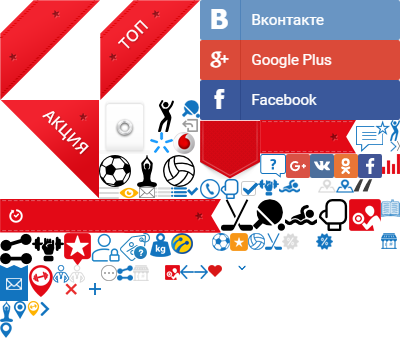 ТОП
В Вконтакте
g+ Google Plus
f Facebook
АКЦИЯ
?
G+
f
?
kg
%
%